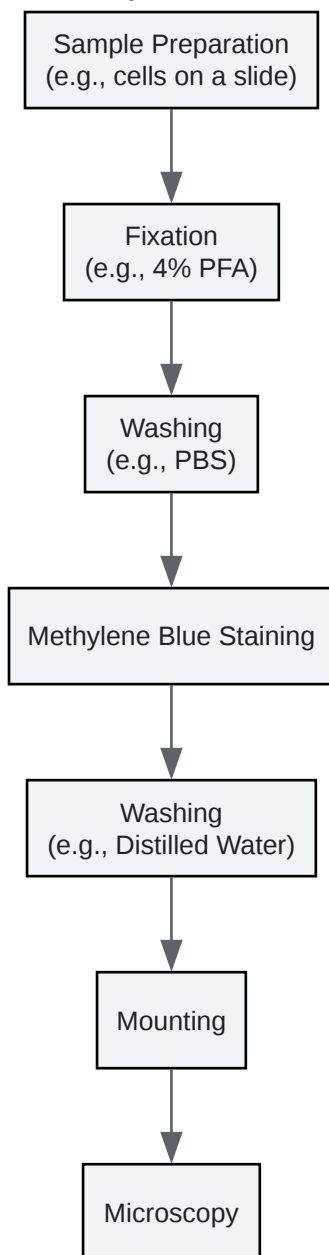 Sample Preparation
(e.g., cells on a slide)
Fixation
(e.g., 4% PFA)
Washing
(e.g., PBS)
Methylene Blue Staining
Washing
(e.g., Distilled Water)
Mounting
Microscopy